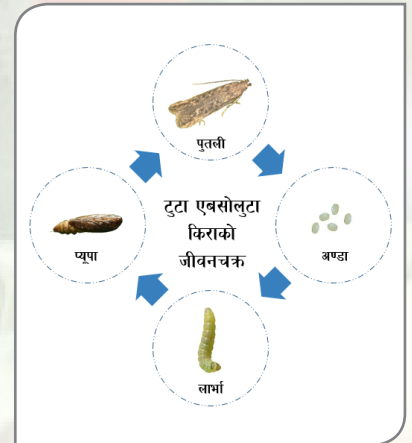 पुतली
टुटा एबसोलुटा
किराको
जीवनचक्र
प्यूपा
अण्डा
लार्भा